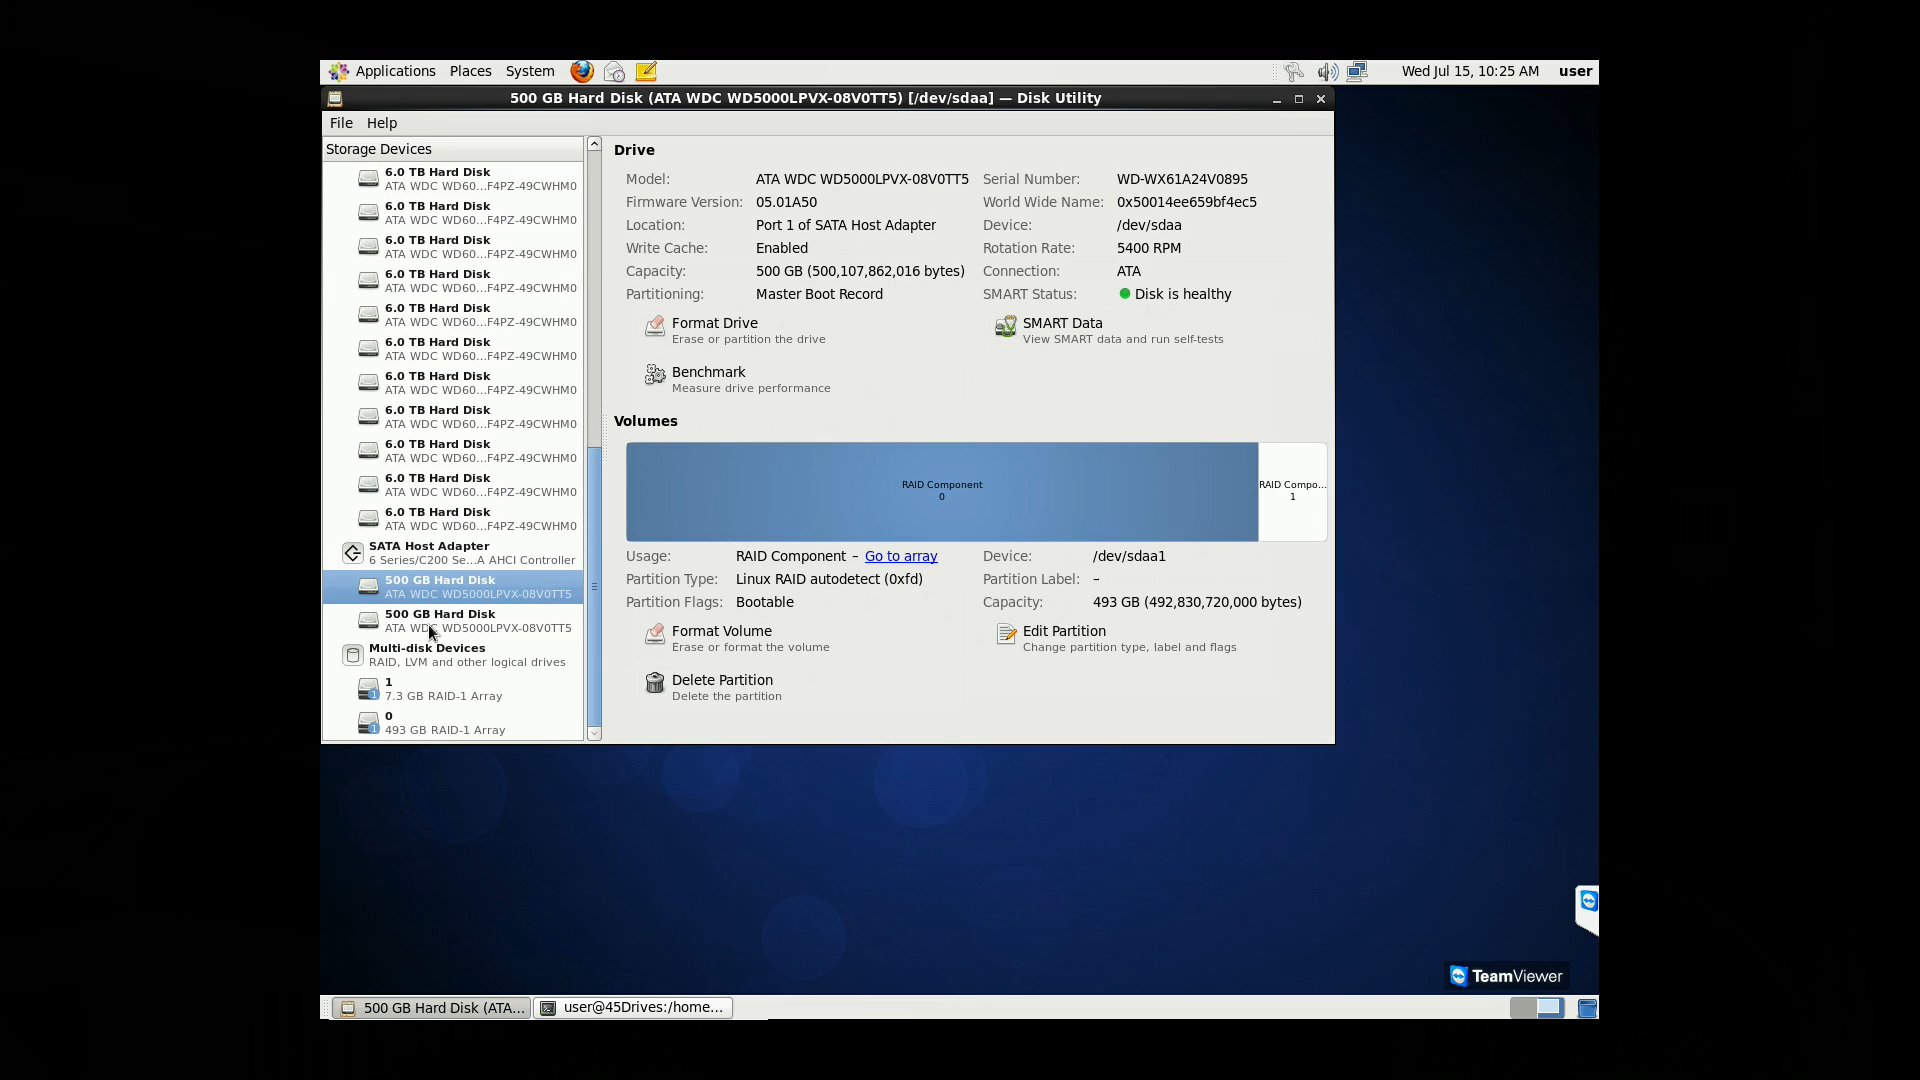 Applications Places System Wed Jul 15, 10:25 AM user
500 GB Hard Disk (ATA WDC WD5000LPVX-08V0TT5) [/dev/sdaa] — Disk Utility
File Help
Storage Devices
6.0 TB Hard Disk
ATA WDC WD60...F4PZ-49CWHM0
6.0 TB Hard Disk
ATA WDC WD60...F4PZ-49CWHM0
6.0 TB Hard Disk
ATA WDC WD60...F4PZ-49CWHM0
6.0 TB Hard Disk
ATA WDC WD60...F4PZ-49CWHM0
6.0 TB Hard Disk
ATA WDC WD60...F4PZ-49CWHM0
6.0 TB Hard Disk
ATA WDC WD60...F4PZ-49CWHM0
6.0 TB Hard Disk
ATA WDC WD60...F4PZ-49CWHM0
6.0 TB Hard Disk
ATA WDC WD60...F4PZ-49CWHM0
6.0 TB Hard Disk
ATA WDC WD60...F4PZ-49CWHM0
6.0 TB Hard Disk
ATA WDC WD60...F4PZ-49CWHM0
6.0 TB Hard Disk
ATA WDC WD60...F4PZ-49CWHM0
SATA Host Adapter
6 Series/C200 Se...A AHCI Controller
500 GB Hard Disk
ATA WDC WD5000LPVX-08V0TT5
500 GB Hard Disk
ATA WDC WD5000LPVX-08V0TT5
Multi-disk Devices
RAID, LVM and other logical drives
1
7.3 GB RAID-1 Array
0
493 GB RAID-1 Array
Drive
Model: ATA WDC WD5000LPVX-08V0TT5 Serial Number: WD-WX61A24V0895
Firmware Version: 05.01A50 World Wide Name: 0x50014ee659bf4ec5
Location: Port 1 of SATA Host Adapter Device: /dev/sdaa
Write Cache: Enabled Rotation Rate: 5400 RPM
Capacity: 500 GB (500,107,862,016 bytes) Connection: ATA
Partitioning: Master Boot Record SMART Status: Disk is healthy
Format Drive SMART Data
Erase or partition the drive View SMART data and run self-tests
Benchmark
Measure drive performance
Volumes
RAID Component RAID Compo...
0 1
Usage: RAID Component – Go to array Device: /dev/sdaa1
Partition Type: Linux RAID autodetect (0xfd) Partition Label: –
Partition Flags: Bootable Capacity: 493 GB (492,830,720,000 bytes)
Format Volume Edit Partition
Erase or format the volume Change partition type, label and flags
Delete Partition
Delete the partition
TeamViewer
500 GB Hard Disk (ATA... user@45Drives:/home...